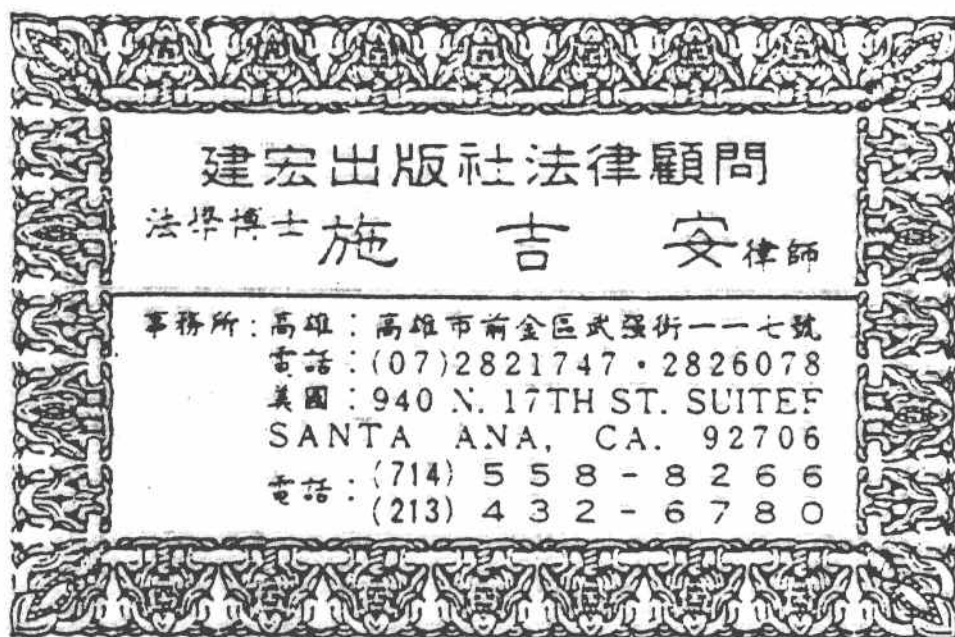 建宏出版社法律顧問
法學博士 施吉安 律師
事務所:高雄:高雄市前金區武強街一一七號
電話:(07)2821747・2826078
美國:940 N. 17TH ST. SUITEF
SANTA ANA, CA. 92706
電話:(714) 558-8266
(213) 432-6780